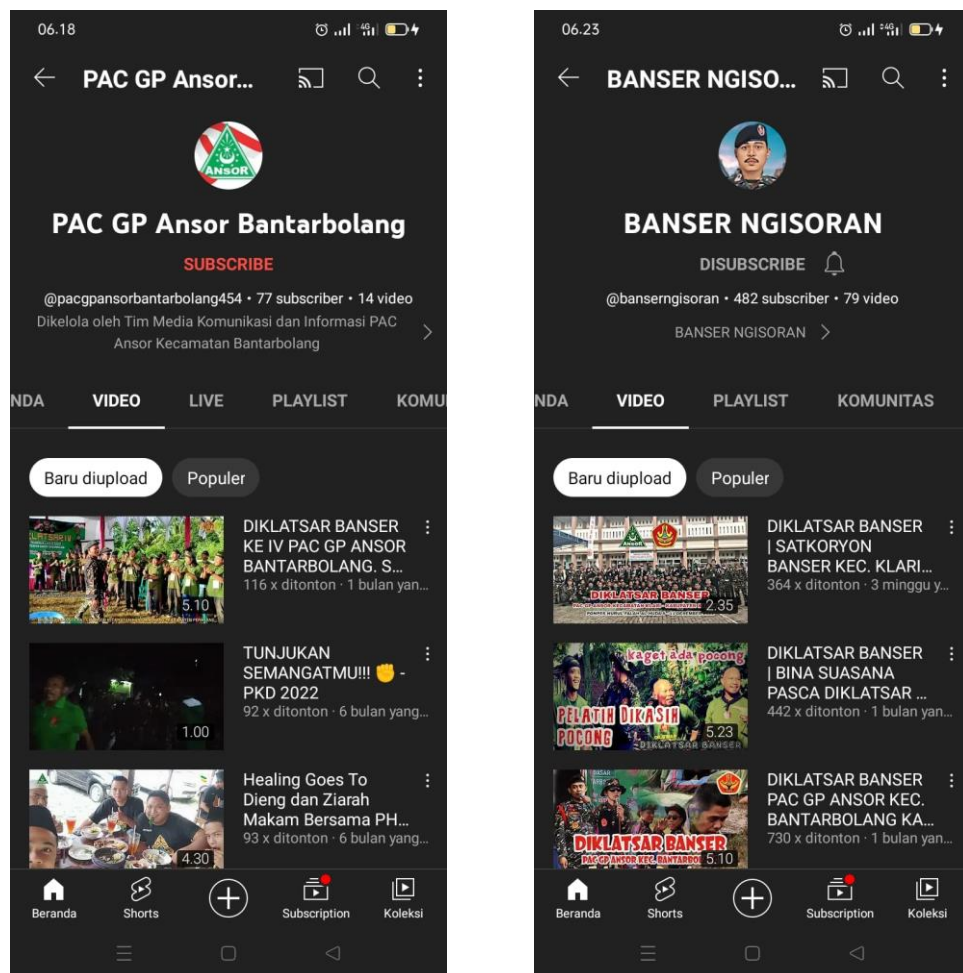 06.18
PAC GP Ansor...
ANSOR
PAC GP Ansor Bantarbolang
SUBSCRIBE
@pacgpansorbantarbolang454 • 77 subscriber • 14 video
Dikelola oleh Tim Media Komunikasi dan Informasi PAC
Ansor Kecamatan Bantarbolang
NDA VIDEO LIVE PLAYLIST KOMU
Baru diupload Populer
DIKLATSAR BANSER
KE IV PAC GP ANSOR
BANTARBOLANG. S...
116 x ditonton · 1 bulan yan...
5.10
TUNJUKAN
SEMANGATMU!!! ✊ -
PKD 2022
92 x ditonton · 6 bulan yang...
1.00
Healing Goes To
Dieng dan Ziarah
Makam Bersama PH...
93 x ditonton · 6 bulan yang...
4.30
Beranda Shorts Subscription Koleksi
06.23
BANSER NGISO...
BANSER NGISORAN
DISUBSCRIBE
@banserngisoran • 482 subscriber • 79 video
BANSER NGISORAN
NDA VIDEO PLAYLIST KOMUNITAS
Baru diupload Populer
DIKLATSAR BANSER
2.35
DIKLATSAR BANSER
| SATKORYON
BANSER KEC. KLARI...
364 x ditonton · 3 minggu y...
kaget ada pocong
PELATIH DIKASIH
POCONG
DIKLATSAR BANSER
5.23
DIKLATSAR BANSER
| BINA SUASANA
PASCA DIKLATSAR ...
442 x ditonton · 1 bulan yan...
DIKLATSAR BANSER
PAC GP ANSOR KEC. BANTARBO
5.10
DIKLATSAR BANSER
PAC GP ANSOR KEC.
BANTARBOLANG KA...
730 x ditonton · 1 bulan yan...
Beranda Shorts Subscription Koleksi